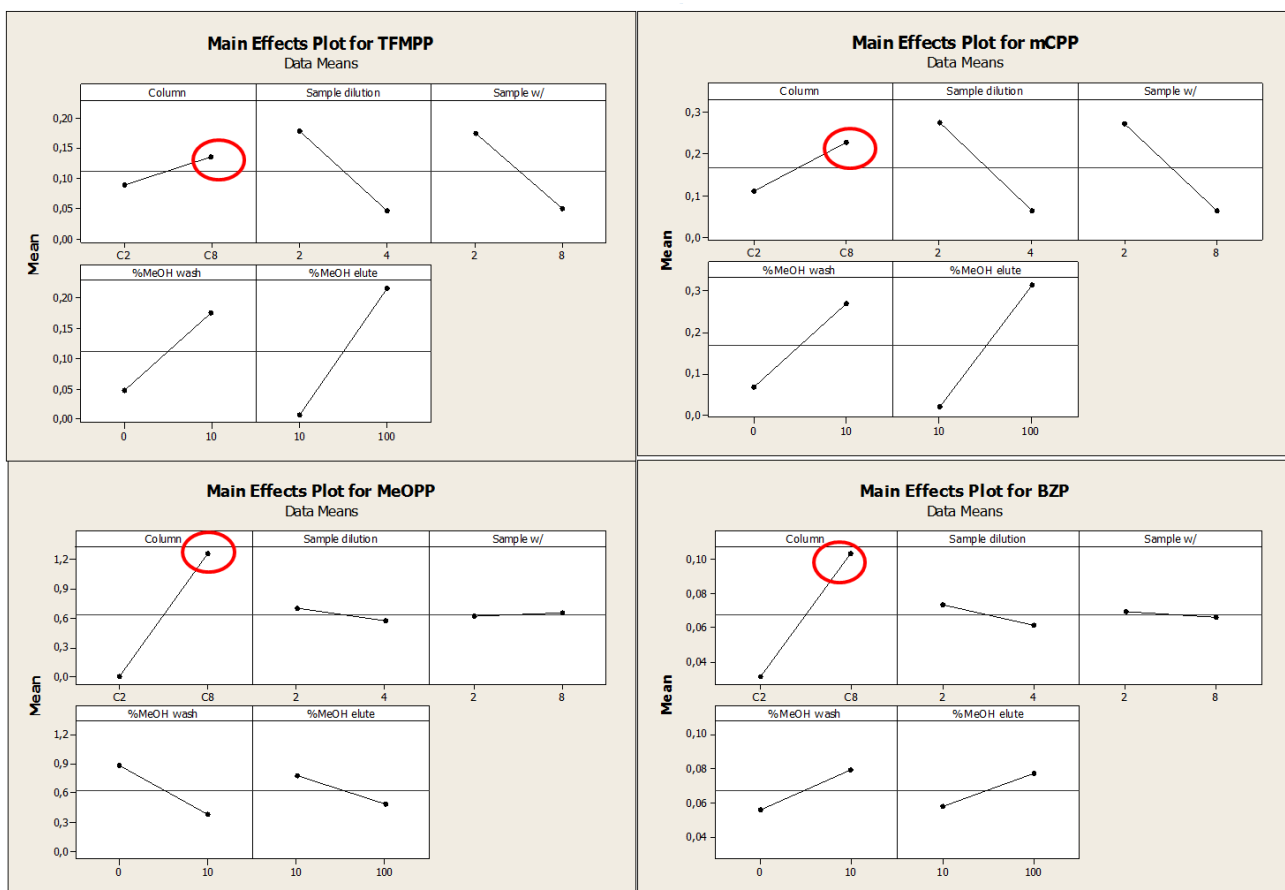 Main Effects Plot for TFMPP
Data Means
Column Sample dilution Sample w/
0,20
0,15
0,10
0,05
0,00
C2 C8 2 4 2 8
%MeOH wash %MeOH elute
0,20
0,15
0,10
0,05
0,00
0 10 10 100
Mean
Main Effects Plot for mCPP
Data Means
Column Sample dilution Sample w/
0,3
0,2
0,1
0,0
C2 C8 2 4 2 8
%MeOH wash %MeOH elute
0,3
0,2
0,1
0,0
0 10 10 100
Mean
Main Effects Plot for MeOPP
Data Means
Column Sample dilution Sample w/
1,2
0,9
0,6
0,3
0,0
C2 C8 2 4 2 8
%MeOH wash %MeOH elute
1,2
0,9
0,6
0,3
0,0
0 10 10 100
Mean
Main Effects Plot for BZP
Data Means
Column Sample dilution Sample w/
0,10
0,08
0,06
0,04
C2 C8 2 4 2 8
%MeOH wash %MeOH elute
0,10
0,08
0,06
0,04
0 10 10 100
Mean